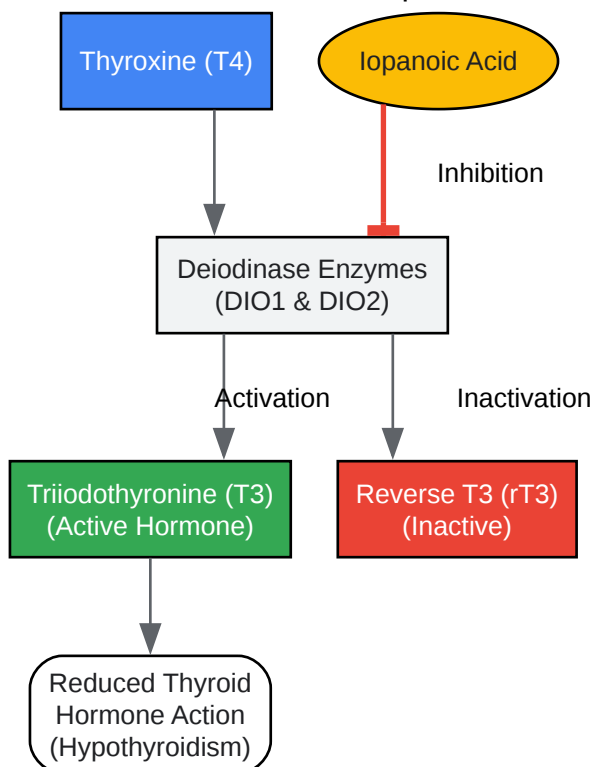 Thyroxine (T4)
Iopanoic Acid
Inhibition
Deiodinase Enzymes
(DIO1 & DIO2)
Activation
Inactivation
Triiodothyronine (T3)
(Active Hormone)
Reverse T3 (rT3)
(Inactive)
Reduced Thyroid
Hormone Action
(Hypothyroidism)